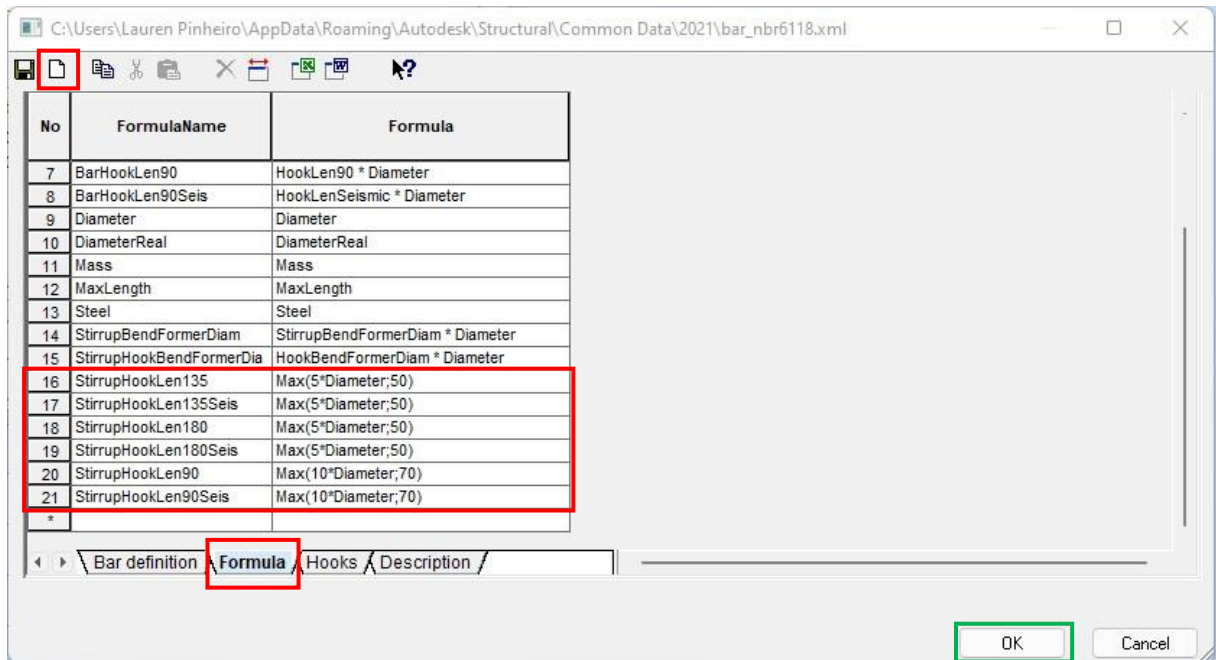 C:\Users\Lauren Pinheiro\AppData\Roaming\Autodesk\Structural\Common Data\2021\bar_nbr6118.xml
No FormulaName Formula
7 BarHookLen90 HookLen90 * Diameter
8 BarHookLen90Seis HookLenSeismic * Diameter
9 Diameter Diameter
10 DiameterReal DiameterReal
11 Mass Mass
12 MaxLength MaxLength
13 Steel Steel
14 StirrupBendFormerDiam StirrupBendFormerDiam * Diameter
15 StirrupHookBendFormerDia HookBendFormerDiam * Diameter
16 StirrupHookLen135 Max(5*Diameter;50)
17 StirrupHookLen135Seis Max(5*Diameter;50)
18 StirrupHookLen180 Max(5*Diameter;50)
19 StirrupHookLen180Seis Max(5*Diameter;50)
20 StirrupHookLen90 Max(10*Diameter;70)
21 StirrupHookLen90Seis Max(10*Diameter;70)
*
Bar definition Formula Hooks Description
OK Cancel